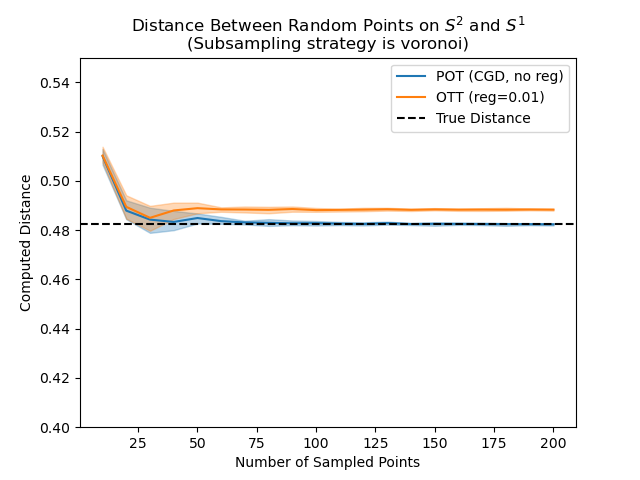 Distance Between Random Points on $S^2$ and $S^1$
(Subsampling strategy is voronoi)
POT (CGD, no reg)
OTT (reg=0.01)
True Distance
Computed Distance
0.54
0.52
0.50
0.48
0.46
0.44
0.42
0.40
25 50 75 100 125 150 175 200
Number of Sampled Points